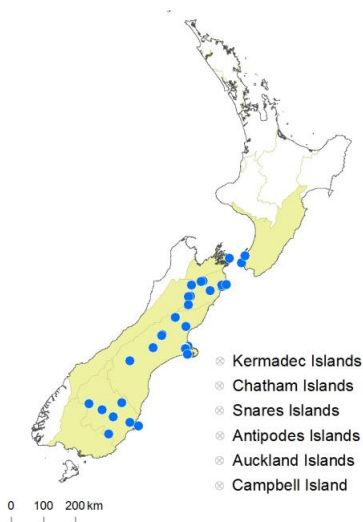 Kermadec Islands
Chatham Islands
Snares Islands
Antipodes Islands
Auckland Islands
Campbell Island
0 100 200 km